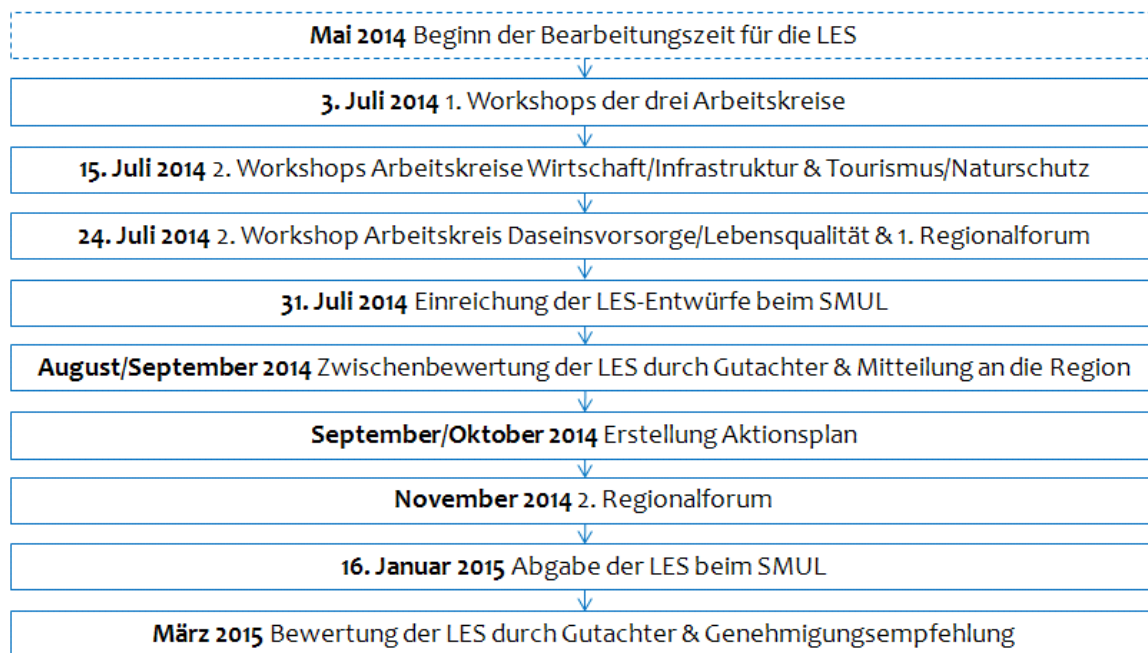 Mai 2014 Beginn der Bearbeitungszeit für die LES
3. Juli 2014 1. Workshops der drei Arbeitskreise
15. Juli 2014 2. Workshops Arbeitskreise Wirtschaft/Infrastruktur & Tourismus/Naturschutz
24. Juli 2014 2. Workshop Arbeitskreis Daseinsvorsorge/Lebensqualität & 1. Regionalforum
31. Juli 2014 Einreichung der LES-Entwürfe beim SMUL
August/September 2014 Zwischenbewertung der LES durch Gutachter & Mitteilung an die Region
September/Oktober 2014 Erstellung Aktionsplan
November 2014 2. Regionalforum
16. Januar 2015 Abgabe der LES beim SMUL
März 2015 Bewertung der LES durch Gutachter & Genehmigungsempfehlung